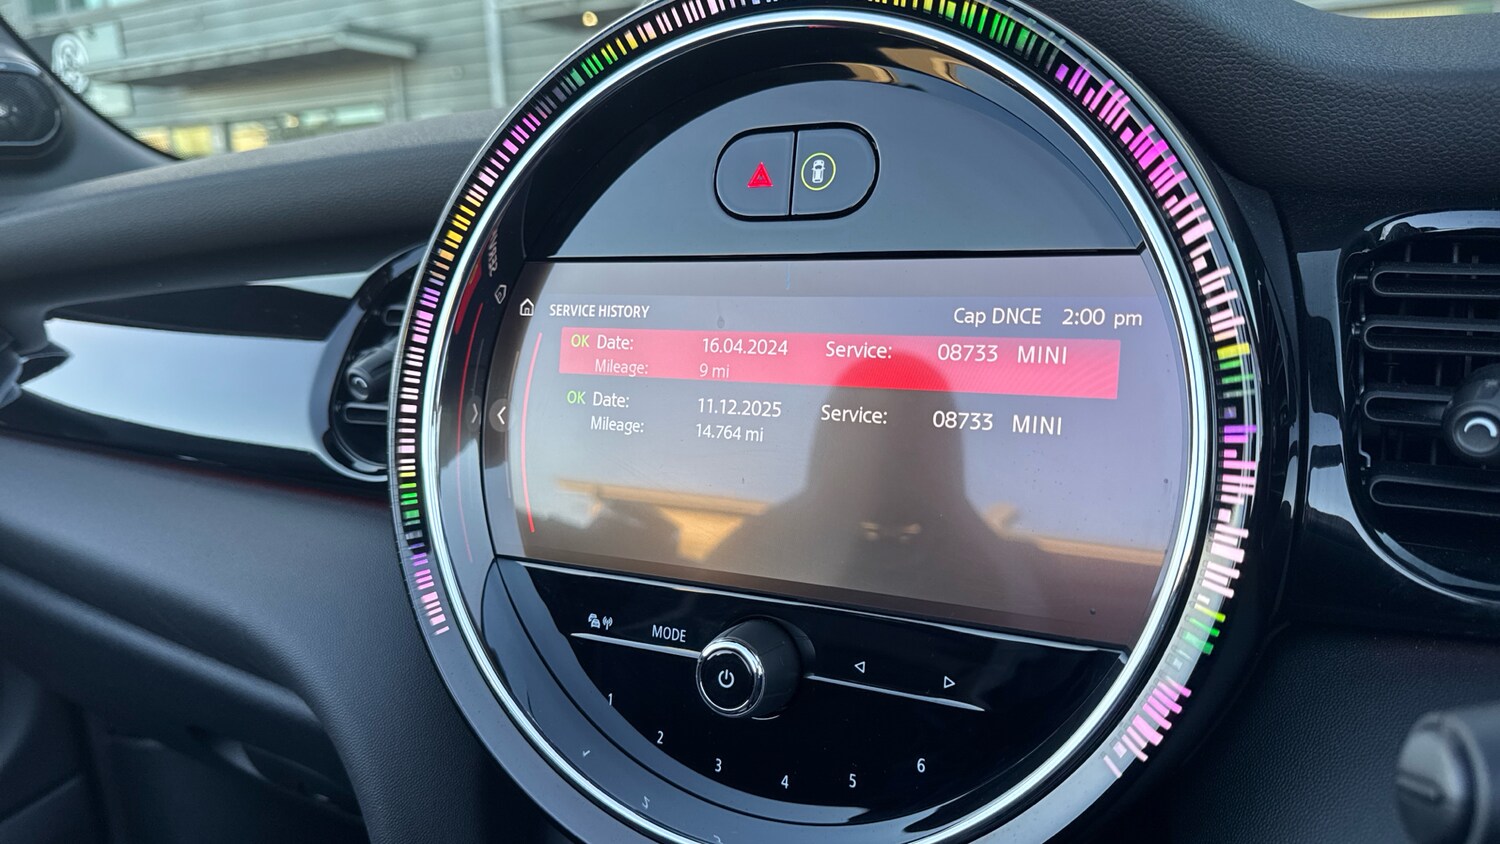 SERVICE HISTORY Cap DNCE 2:00 pm
OK Date: 16.04.2024 Service: 08733 MINI
Mileage: 9 mi
OK Date: 11.12.2025 Service: 08733 MINI
Mileage: 14.764 mi
MODE
1
2
3
4
5
6